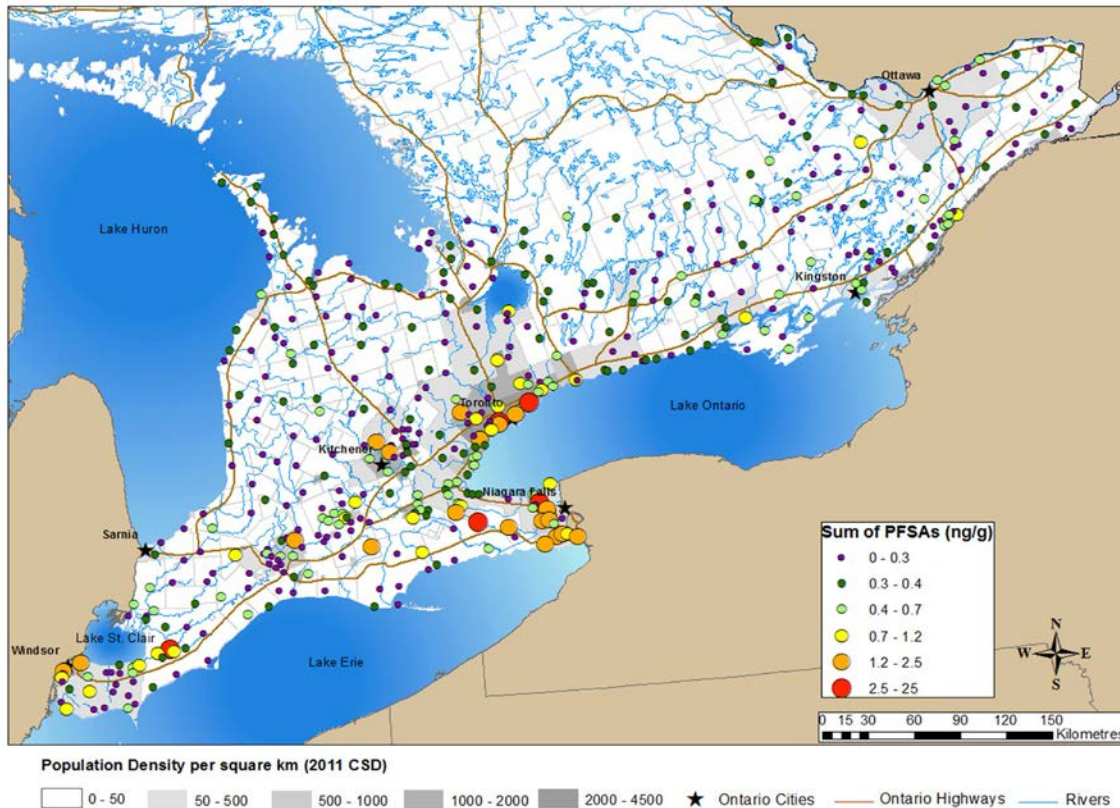 Ottawa
Lake Huron
Kingston
Toronto
Lake Ontario
Kitchener
Niagara Falls
Sarnia
Sum of PFSAs (ng/g)
0 - 0.3
0.3 - 0.4
0.4 - 0.7
0.7 - 1.2
1.2 - 2.5
2.5 - 25
Lake St. Clair
Windsor
Lake Erie
N
W E
S
0 15 30 60 90 120 150
Kilometres
Population Density per square km (2011 CSD)
0 - 50 50 - 500 500 - 1000 1000 - 2000 2000 - 4500 Ontario Cities Ontario Highways Rivers